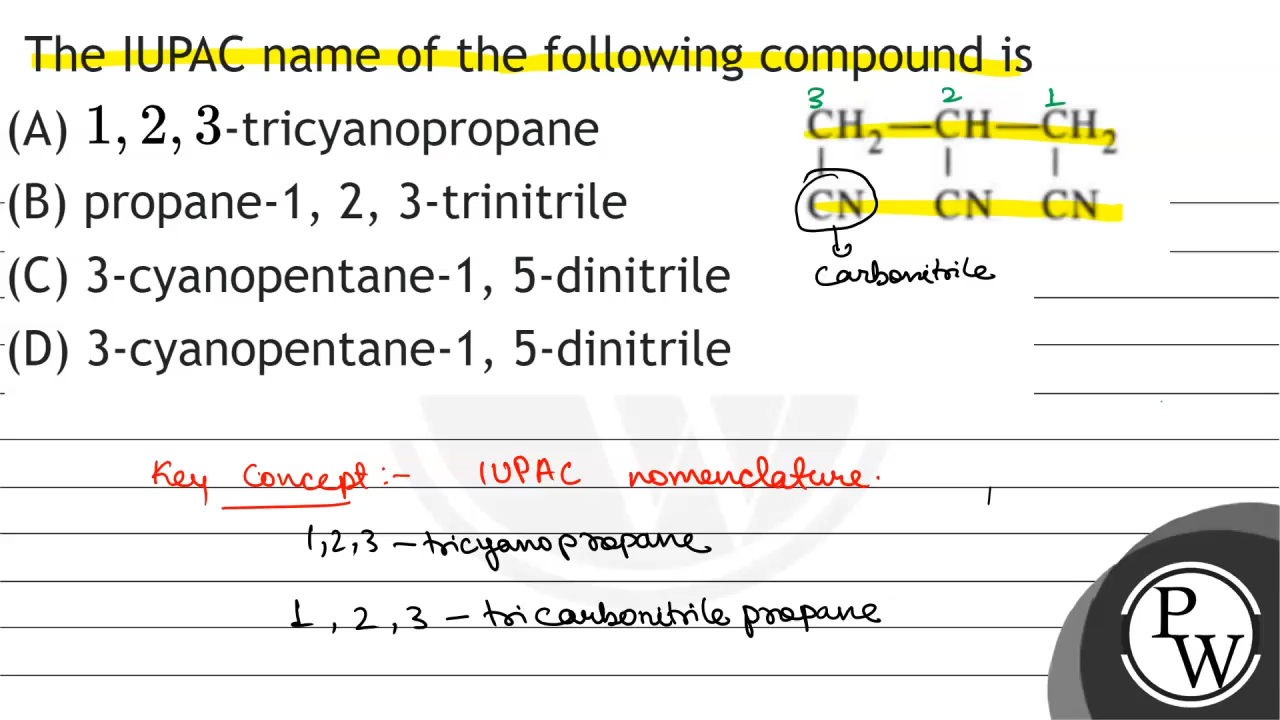 The IUPAC name of the following compound is
(A) 1, 2, 3-tricyanopropane
(B) propane-1, 2, 3-trinitrile
(C) 3-cyanopentane-1, 5-dinitrile
(D) 3-cyanopentane-1, 5-dinitrile
3 2 1
CH₂—CH—CH₂
| | |
CN CN CN
carbonitrile
Key Concept :- IUPAC nomenclature.
1,2,3 – tricyanopropane
1, 2, 3 – tricarbonitrile propane
P
W